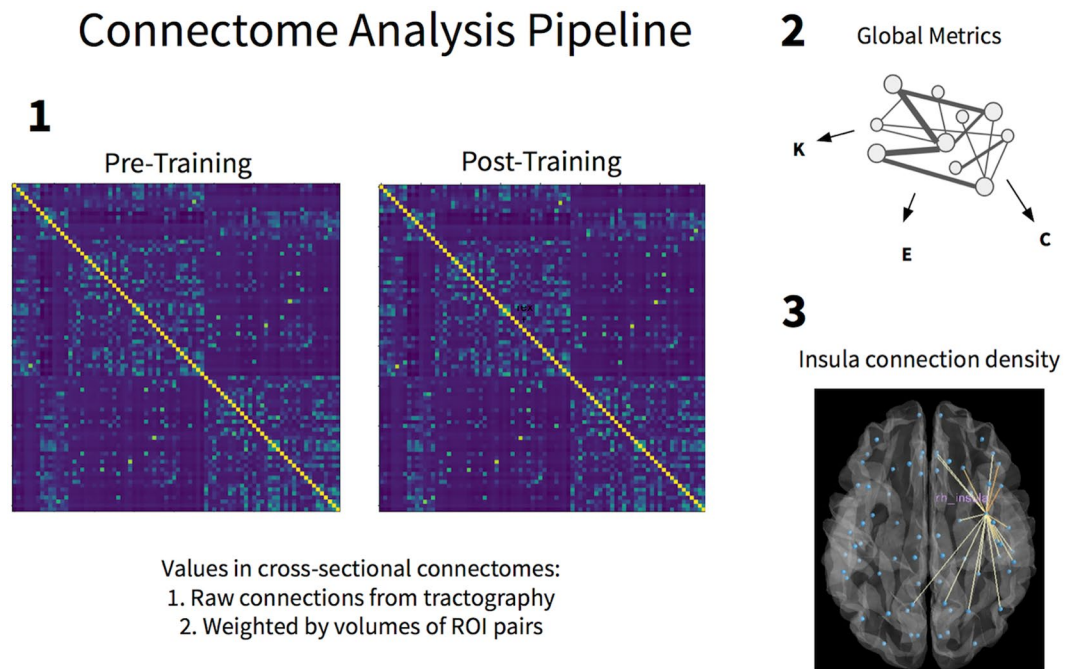 Connectome Analysis Pipeline
1
Pre-Training
Post-Training
Values in cross-sectional connectomes:
1. Raw connections from tractography
2. Weighted by volumes of ROI pairs
2
Global Metrics
K
E
C
3
Insula connection density
rh_insula